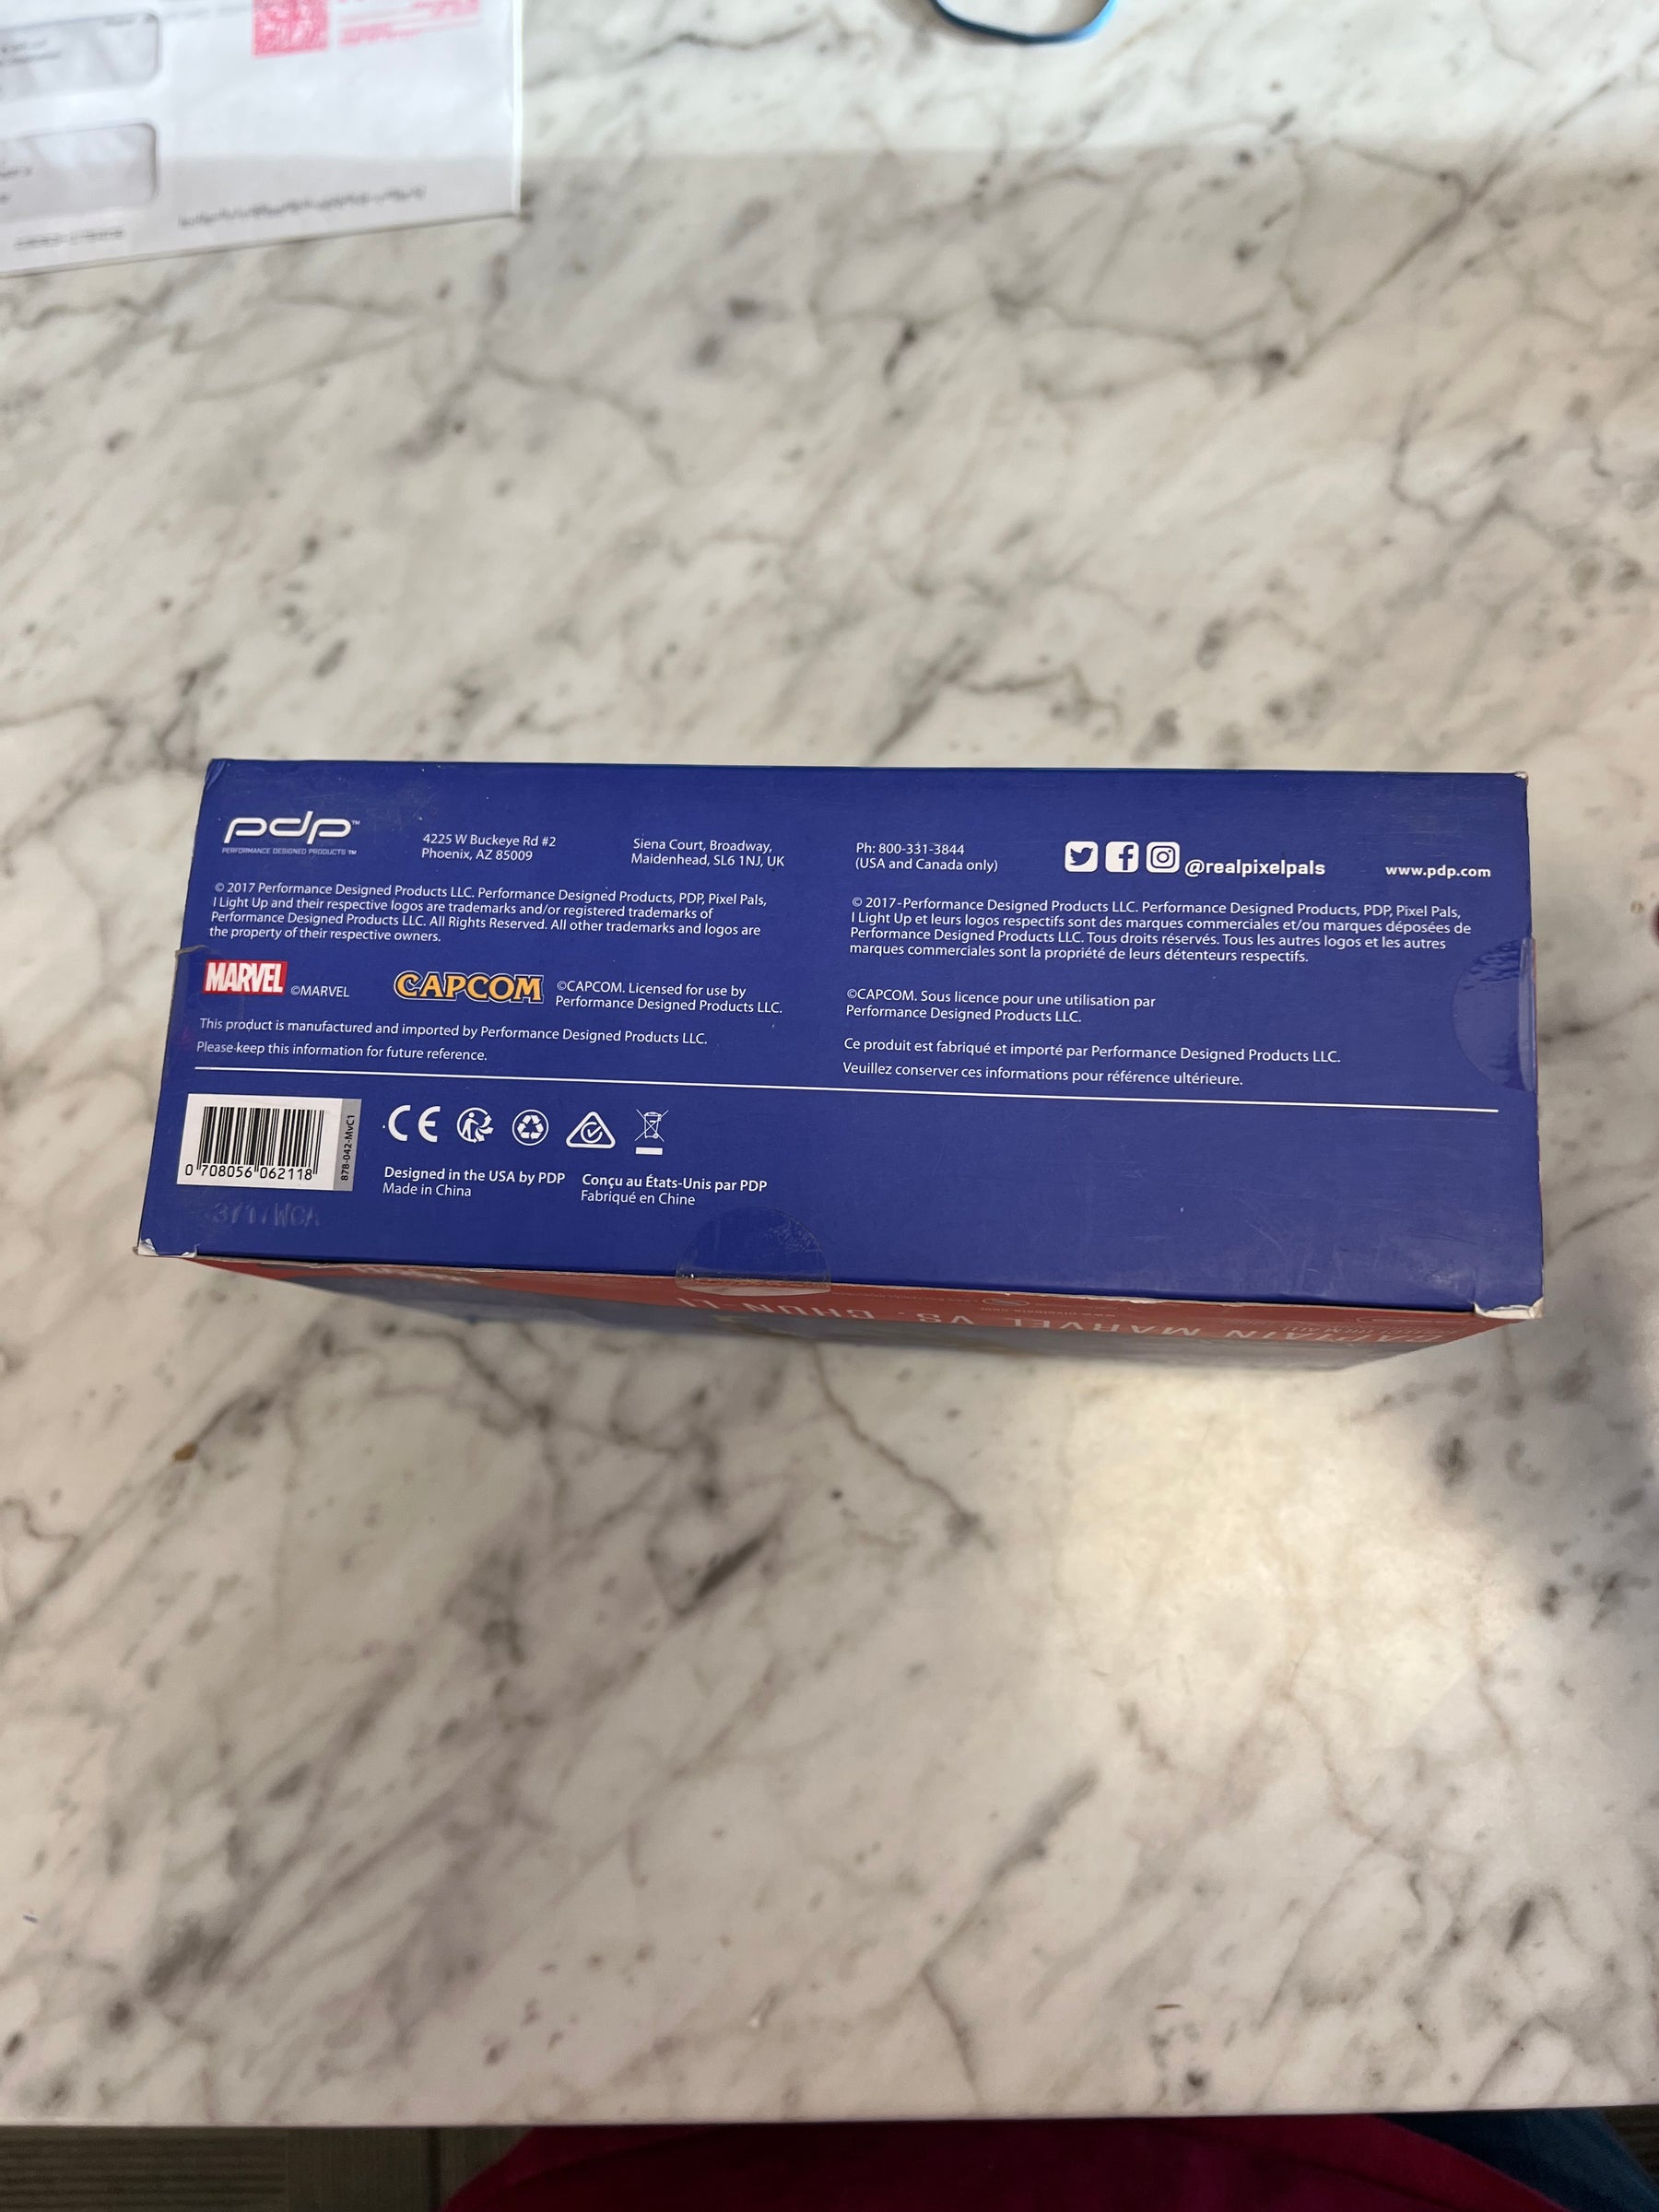 pdp™
PERFORMANCE DESIGNED PRODUCTS ™
4225 W Buckeye Rd #2
Phoenix, AZ 85009
Siena Court, Broadway,
Maidenhead, SL6 1NJ, UK
Ph: 800-331-3844
(USA and Canada only)
@realpixelpals
www.pdp.com
© 2017 Performance Designed Products LLC. Performance Designed Products, PDP, Pixel Pals,
I Light Up and their respective logos are trademarks and/or registered trademarks of
Performance Designed Products LLC. All Rights Reserved. All other trademarks and logos are
the property of their respective owners.
MARVEL ©MARVEL
CAPCOM
©CAPCOM. Licensed for use by
Performance Designed Products LLC.
This product is manufactured and imported by Performance Designed Products LLC.
Please keep this information for future reference.
© 2017-Performance Designed Products LLC. Performance Designed Products, PDP, Pixel Pals,
I Light Up et leurs logos respectifs sont des marques commerciales et/ou marques déposées de
Performance Designed Products LLC. Tous droits réservés. Tous les autres logos et les autres
marques commerciales sont la propriété de leurs détenteurs respectifs.
©CAPCOM. Sous licence pour une utilisation par
Performance Designed Products LLC.
Ce produit est fabriqué et importé par Performance Designed Products LLC.
Veuillez conserver ces informations pour référence ultérieure.
0 708056 062118
878-042-MvC1
CE
Designed in the USA by PDP
Made in China
Conçu au États-Unis par PDP
Fabriqué en Chine
MARVEL VS. CHUN-LI